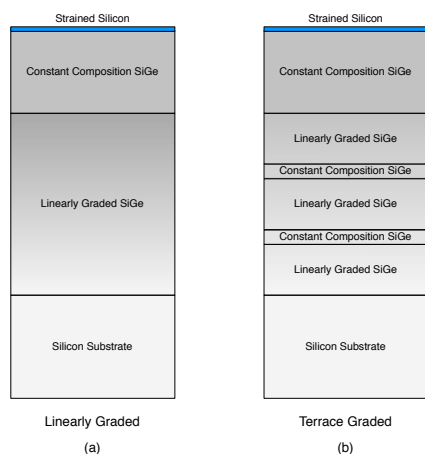 Strained Silicon
Constant Composition SiGe
Linearly Graded SiGe
Silicon Substrate
Linearly Graded
(a)
Strained Silicon
Constant Composition SiGe
Linearly Graded SiGe
Constant Composition SiGe
Linearly Graded SiGe
Constant Composition SiGe
Linearly Graded SiGe
Silicon Substrate
Terrace Graded
(b)